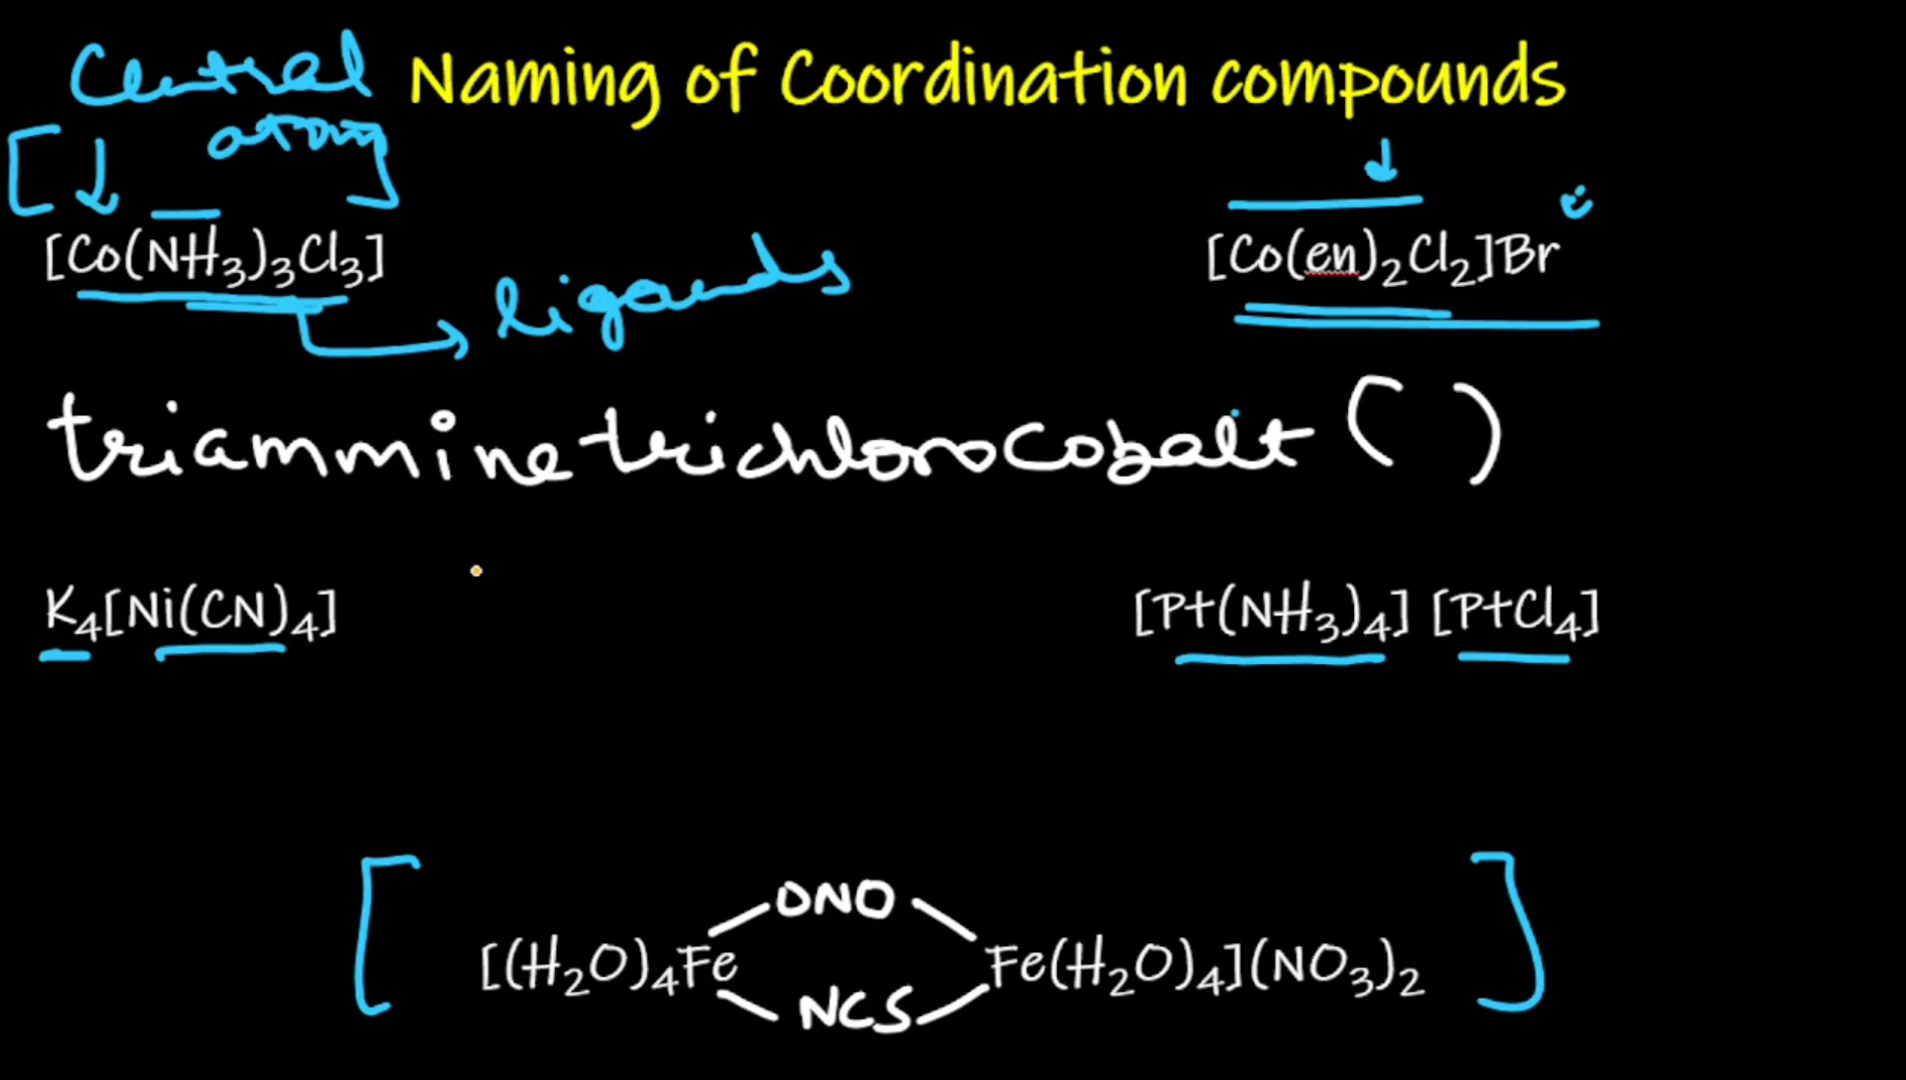 Central Naming of Coordination compounds
atom
[Co(NH₃)₃Cl₃] [Co(en)₂Cl₂]Br
ligands
triamminetrichlorocobalt( )
K₄[Ni(CN)₄] [Pt(NH₃)₄] [PtCl₄]
ONO
[(H₂O)₄Fe Fe(H₂O)₄](NO₃)₂
NCS